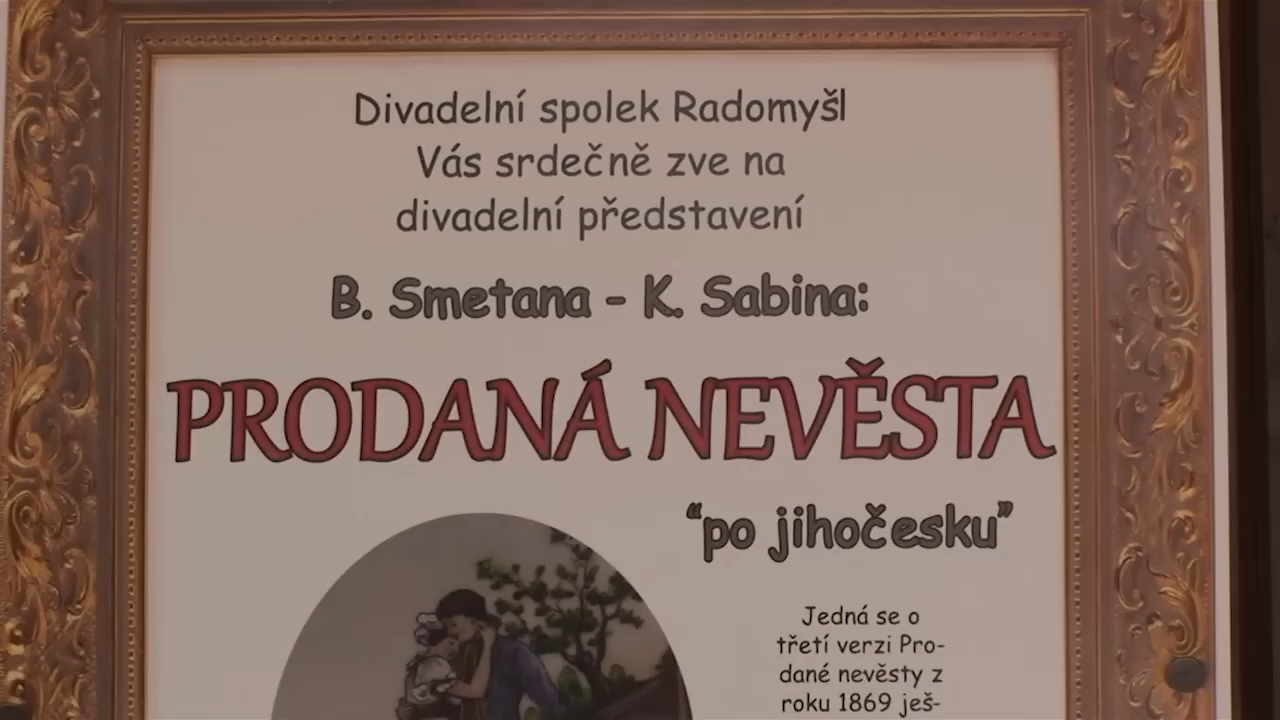 Divadelní spolek Radomyšl
Vás srdečně zve na
divadelní představení
B. Smetana - K. Sabina:
PRODANÁ NEVĚSTA
“po jihočesku”
Jedná se o
třetí verzi Pro-
dané nevěsty z
roku 1869 ješ-